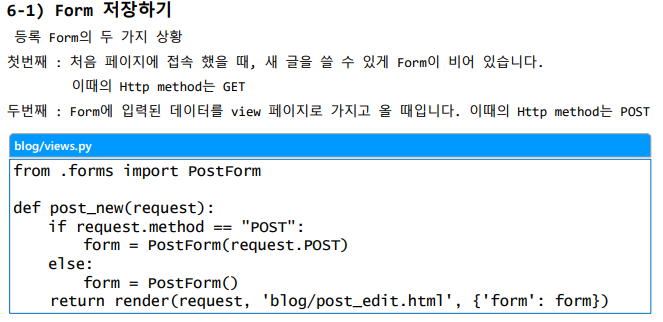 6-1) Form 저장하기
등록 Form의 두 가지 상황
첫번째 : 처음 페이지에 접속 했을 때, 새 글을 쓸 수 있게 Form이 비어 있습니다.
이때의 Http method는 GET
두번째 : Form에 입력된 데이터를 view 페이지로 가지고 올 때입니다. 이때의 Http method는 POST
blog/views.py
from .forms import PostForm
def post_new(request):
    if request.method == "POST":
        form = PostForm(request.POST)
    else:
        form = PostForm()
    return render(request, 'blog/post_edit.html', {'form': form})